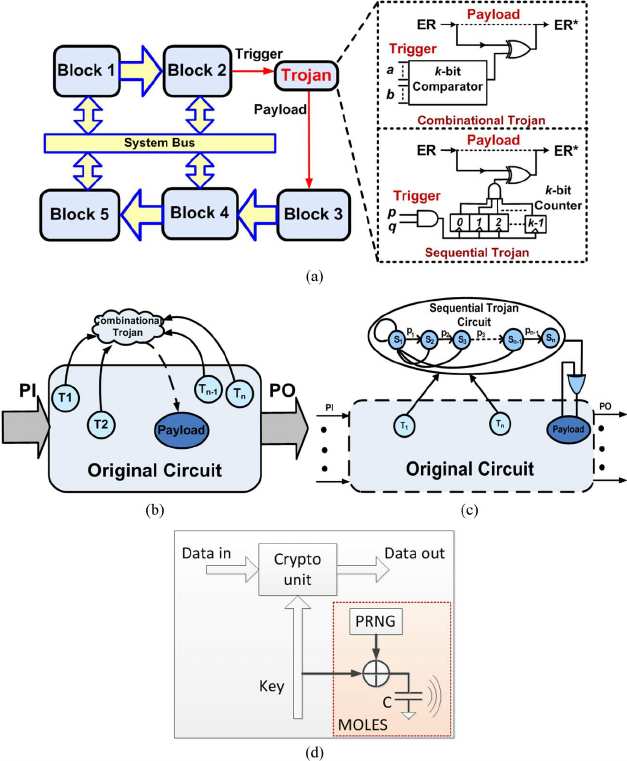 Block 1
Block 2
Trigger
Trojan
Payload
System Bus
Block 5
Block 4
Block 3
ER
Payload
ER*
Trigger
a
b
k-bit
Comparator
Combinational Trojan
ER
Payload
ER*
Trigger
k-bit
Counter
p
q
0
1
2
k-1
Sequential Trojan
(a)
Combinational
Trojan
PI
T1
T2
Tn-1
Tn
Payload
PO
Original Circuit
(b)
Sequential Trojan
Circuit
S1
P1
S2
P2
S3
P3
Sn-1
Pn-1
Sn
PI
T1
Tn
Payload
PO
Original Circuit
(c)
Data in
Crypto
unit
Data out
PRNG
Key
C
MOLES
(d)